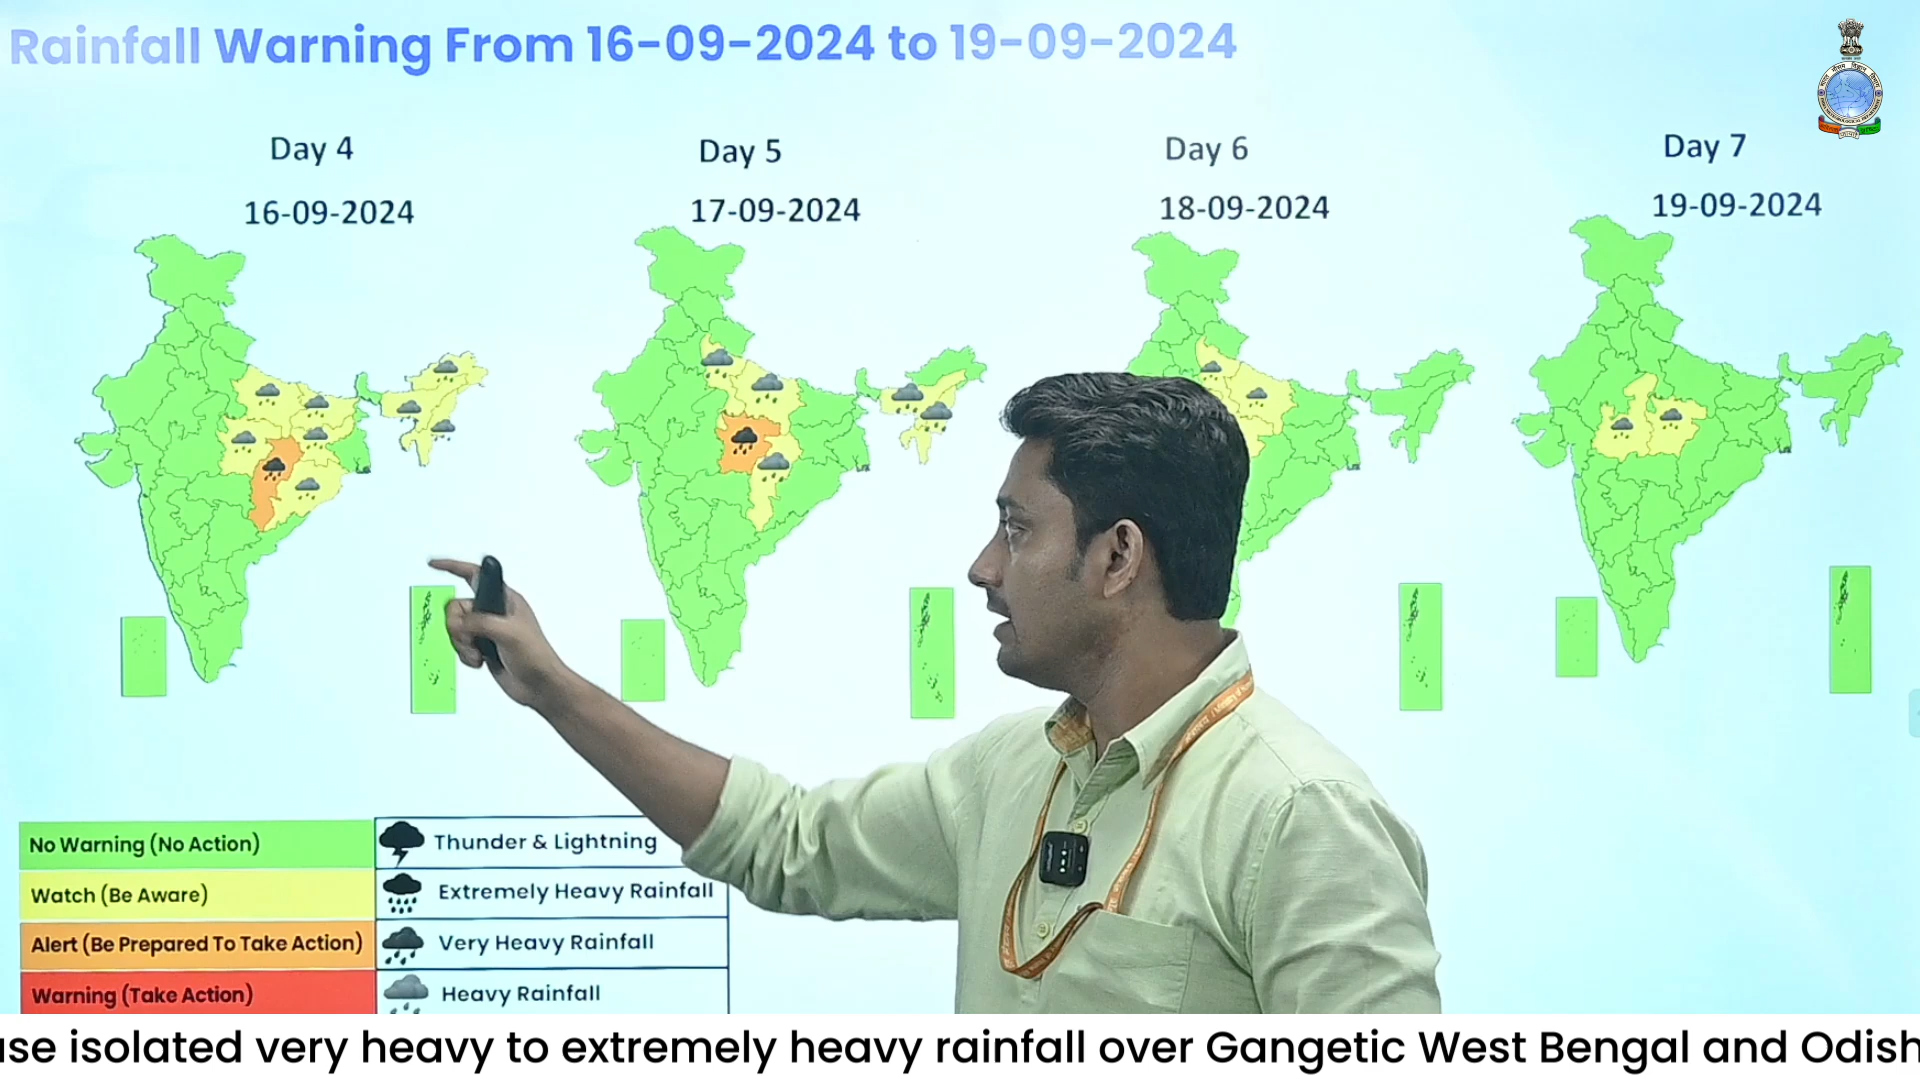 Rainfall Warning From 16-09-2024 to 19-09-2024
Day 4
16-09-2024
Day 5
17-09-2024
Day 6
18-09-2024
Day 7
19-09-2024
No Warning (No Action)
Thunder & Lightning
Watch (Be Aware)
Extremely Heavy Rainfall
Alert (Be Prepared To Take Action)
Very Heavy Rainfall
Warning (Take Action)
Heavy Rainfall
isolated very heavy to extremely heavy rainfall over Gangetic West Bengal and